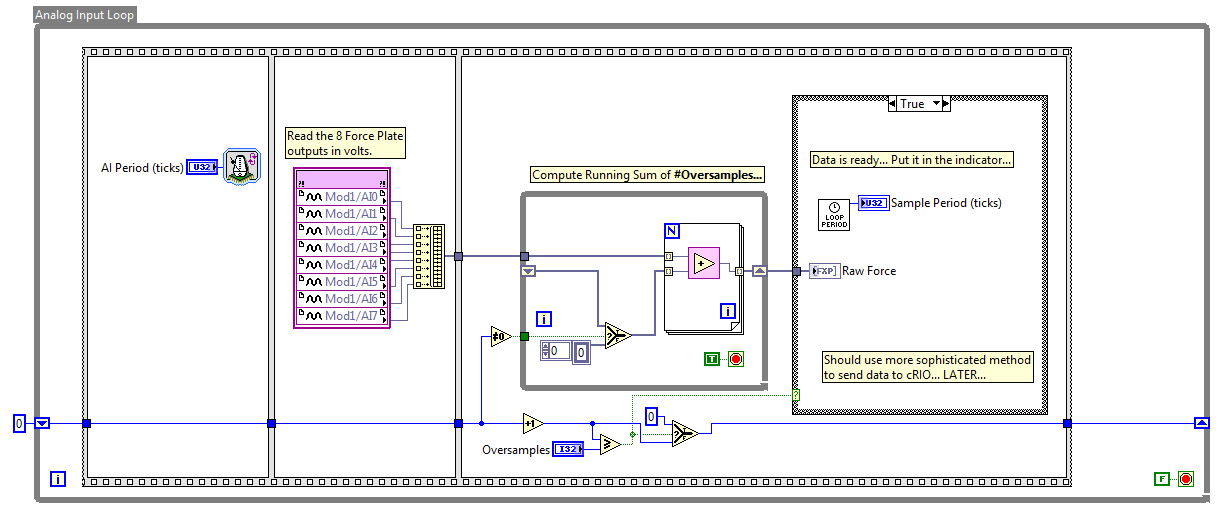 Analog Input Loop
True
Read the 8 Force Plate
outputs in volts.
Data is ready... Put it in the indicator...
AI Period (ticks)
U32
Compute Running Sum of #Oversamples...
Mod1/AI0
Mod1/AI1
Mod1/AI2
Mod1/AI3
Mod1/AI4
Mod1/AI5
Mod1/AI6
Mod1/AI7
N
i
LOOP
PERIOD
U32
Sample Period (ticks)
FXP
Raw Force
i
0
0
T
Should use more sophisticated method
to send data to cRIO... LATER...
?
0
+1
0
Oversamples
I32
i
F